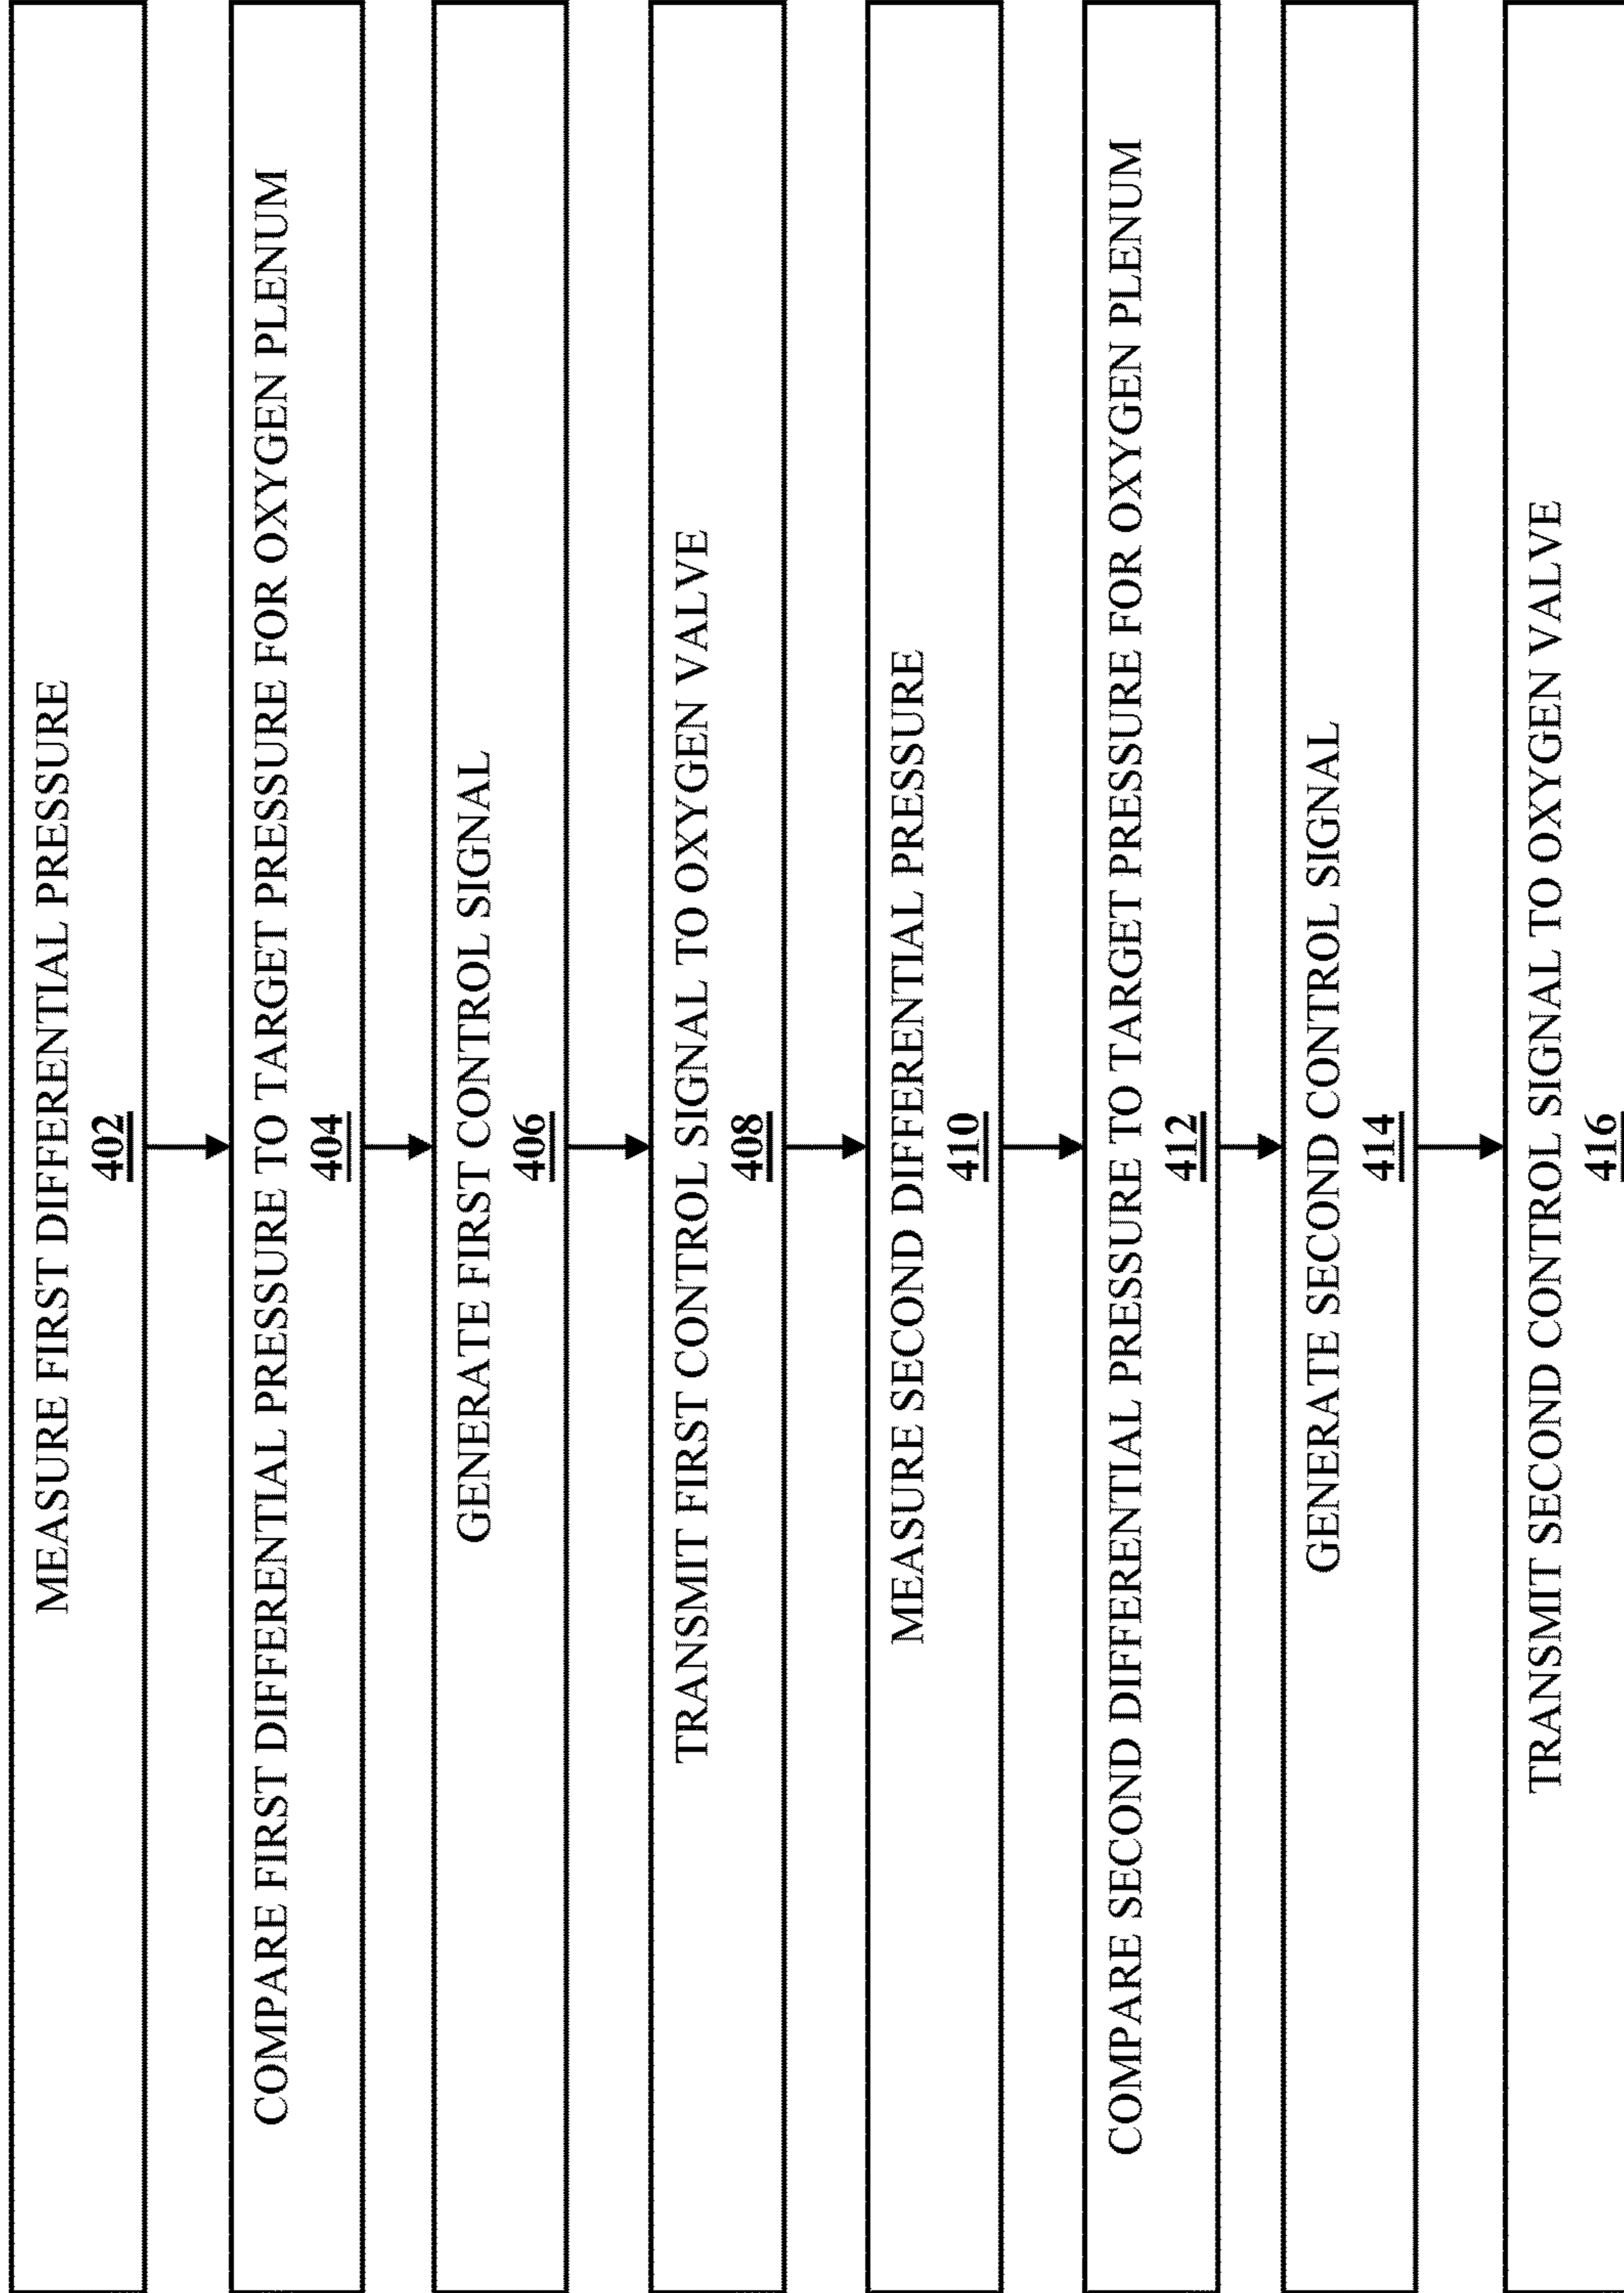 MEASURE FIRST DIFFERENTIAL PRESSURE
402
COMPARE FIRST DIFFERENTIAL PRESSURE TO TARGET PRESSURE FOR OXYGEN PLENUM
404
GENERATE FIRST CONTROL SIGNAL
406
TRANSMIT FIRST CONTROL SIGNAL TO OXYGEN VALVE
408
MEASURE SECOND DIFFERENTIAL PRESSURE
410
COMPARE SECOND DIFFERENTIAL PRESSURE TO TARGET PRESSURE FOR OXYGEN PLENUM
412
GENERATE SECOND CONTROL SIGNAL
414
TRANSMIT SECOND CONTROL SIGNAL TO OXYGEN VALVE
416